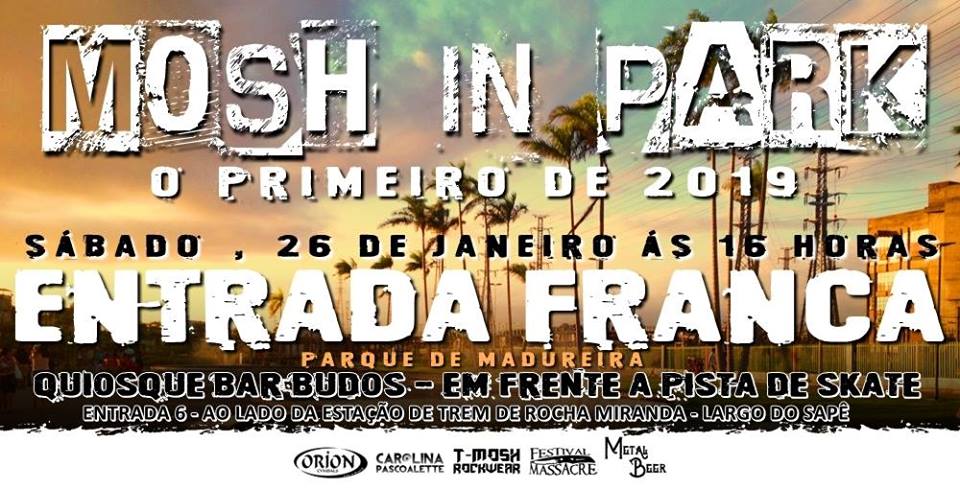 MOSH IN PARK
O PRIMEIRO DE 2019
SÁBADO , 26 DE JANEIRO ÁS 16 HORAS
ENTRADA FRANCA
PARQUE DE MADUREIRA
QUIOSQUE BAR-BUDOS - EM FRENTE A PISTA DE SKATE
ENTRADA 6 - AO LADO DA ESTAÇÃO DE TREM DE ROCHA MIRANDA - LARGO DO SAPÊ
ORION
CYMBALS
CAROLINA
PASCOALETTE
T-MOSH
ROCKWEAR
FESTIVAL
MASSACRE
METAL
BEER